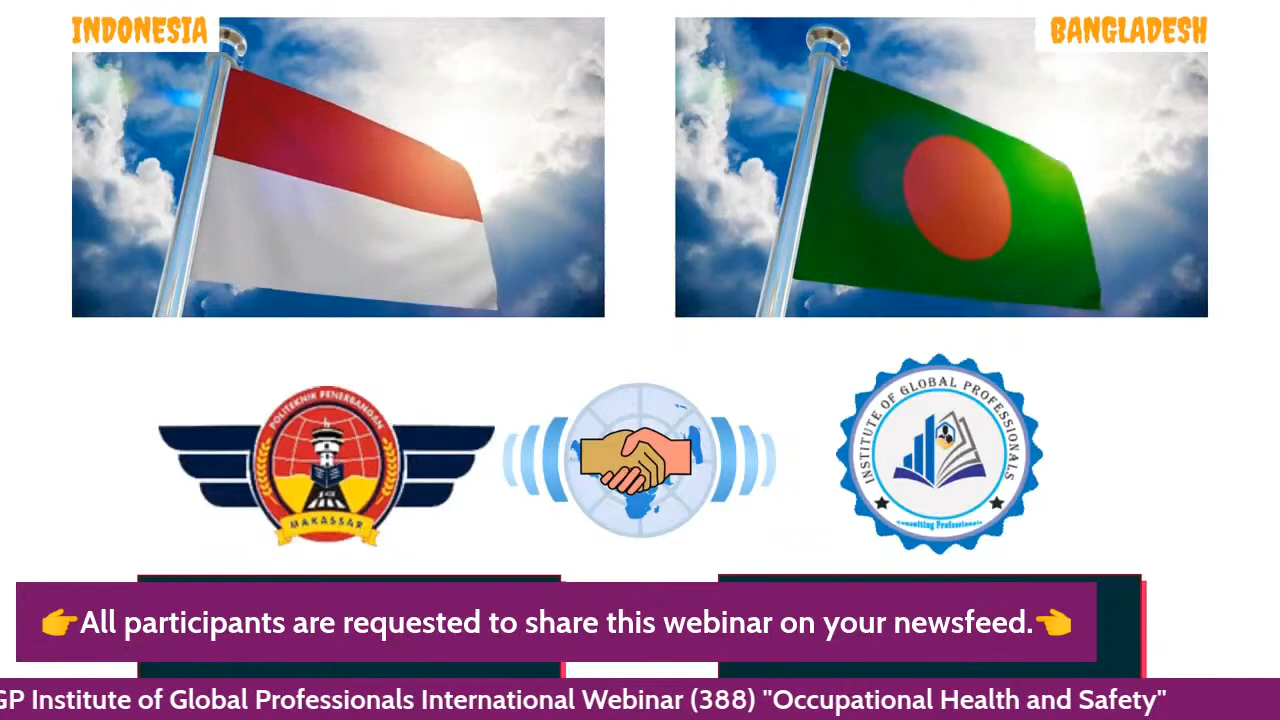 INDONESIA
BANGLADESH
POLITEKNIK PENERBANGAN
MAKASSAR
INSTITUTE OF GLOBAL PROFESSIONALS
Consulting Professionals
👉All participants are requested to share this webinar on your newsfeed.👈
GP Institute of Global Professionals International Webinar (388) "Occupational Health and Safety"